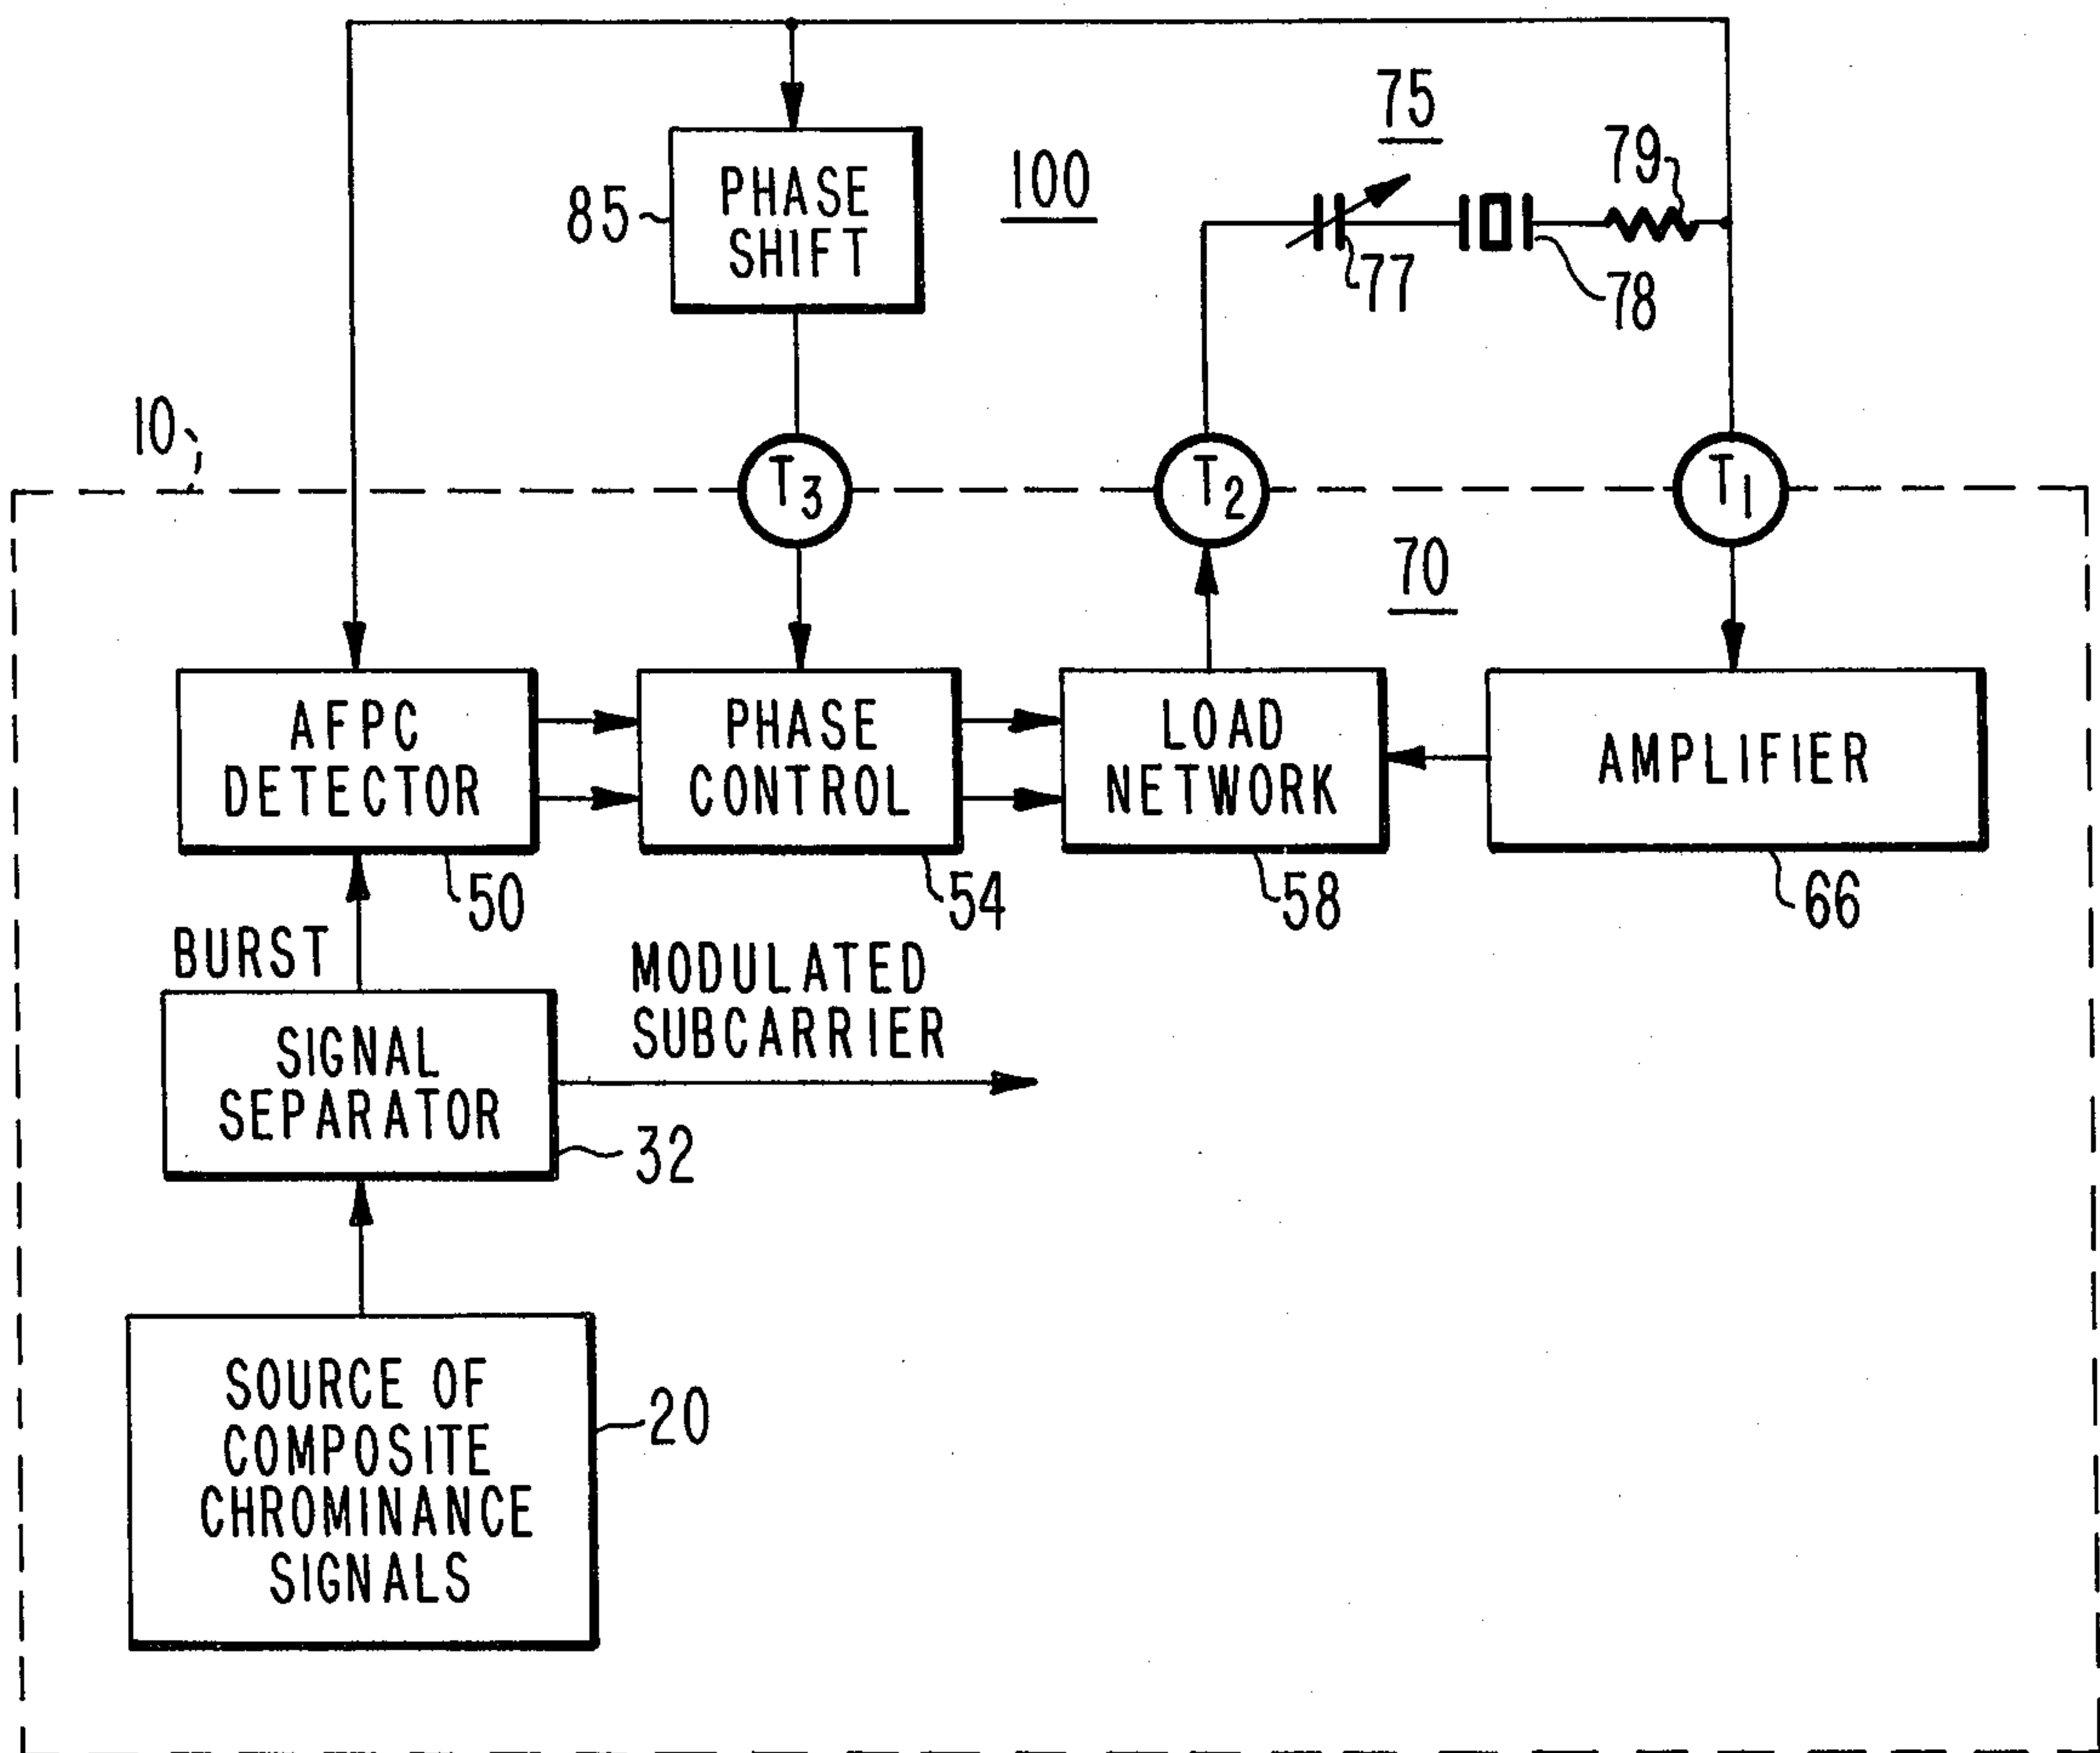 75
79
100
85
PHASE
SHIFT
77
78
10
T3
T2
T1
70
AFPC
DETECTOR
PHASE
CONTROL
LOAD
NETWORK
AMPLIFIER
50
54
58
66
BURST
MODULATED
SUBCARRIER
SIGNAL
SEPARATOR
32
SOURCE OF
COMPOSITE
CHROMINANCE
SIGNALS
20